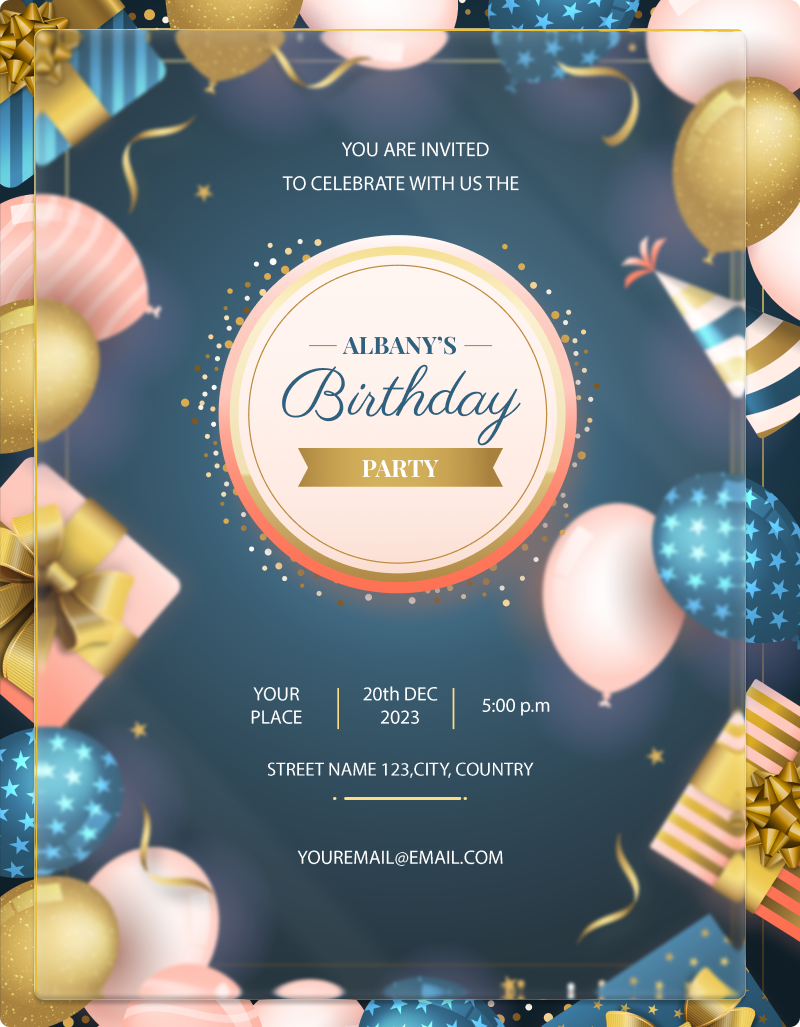 YOU ARE INVITED
TO CELEBRATE WITH US THE
ALBANY'S
Birthday
PARTY
YOUR
PLACE
20th DEC
2023
5:00 p.m
STREET NAME 123,CITY, COUNTRY
YOUREMAIL@EMAIL.COM